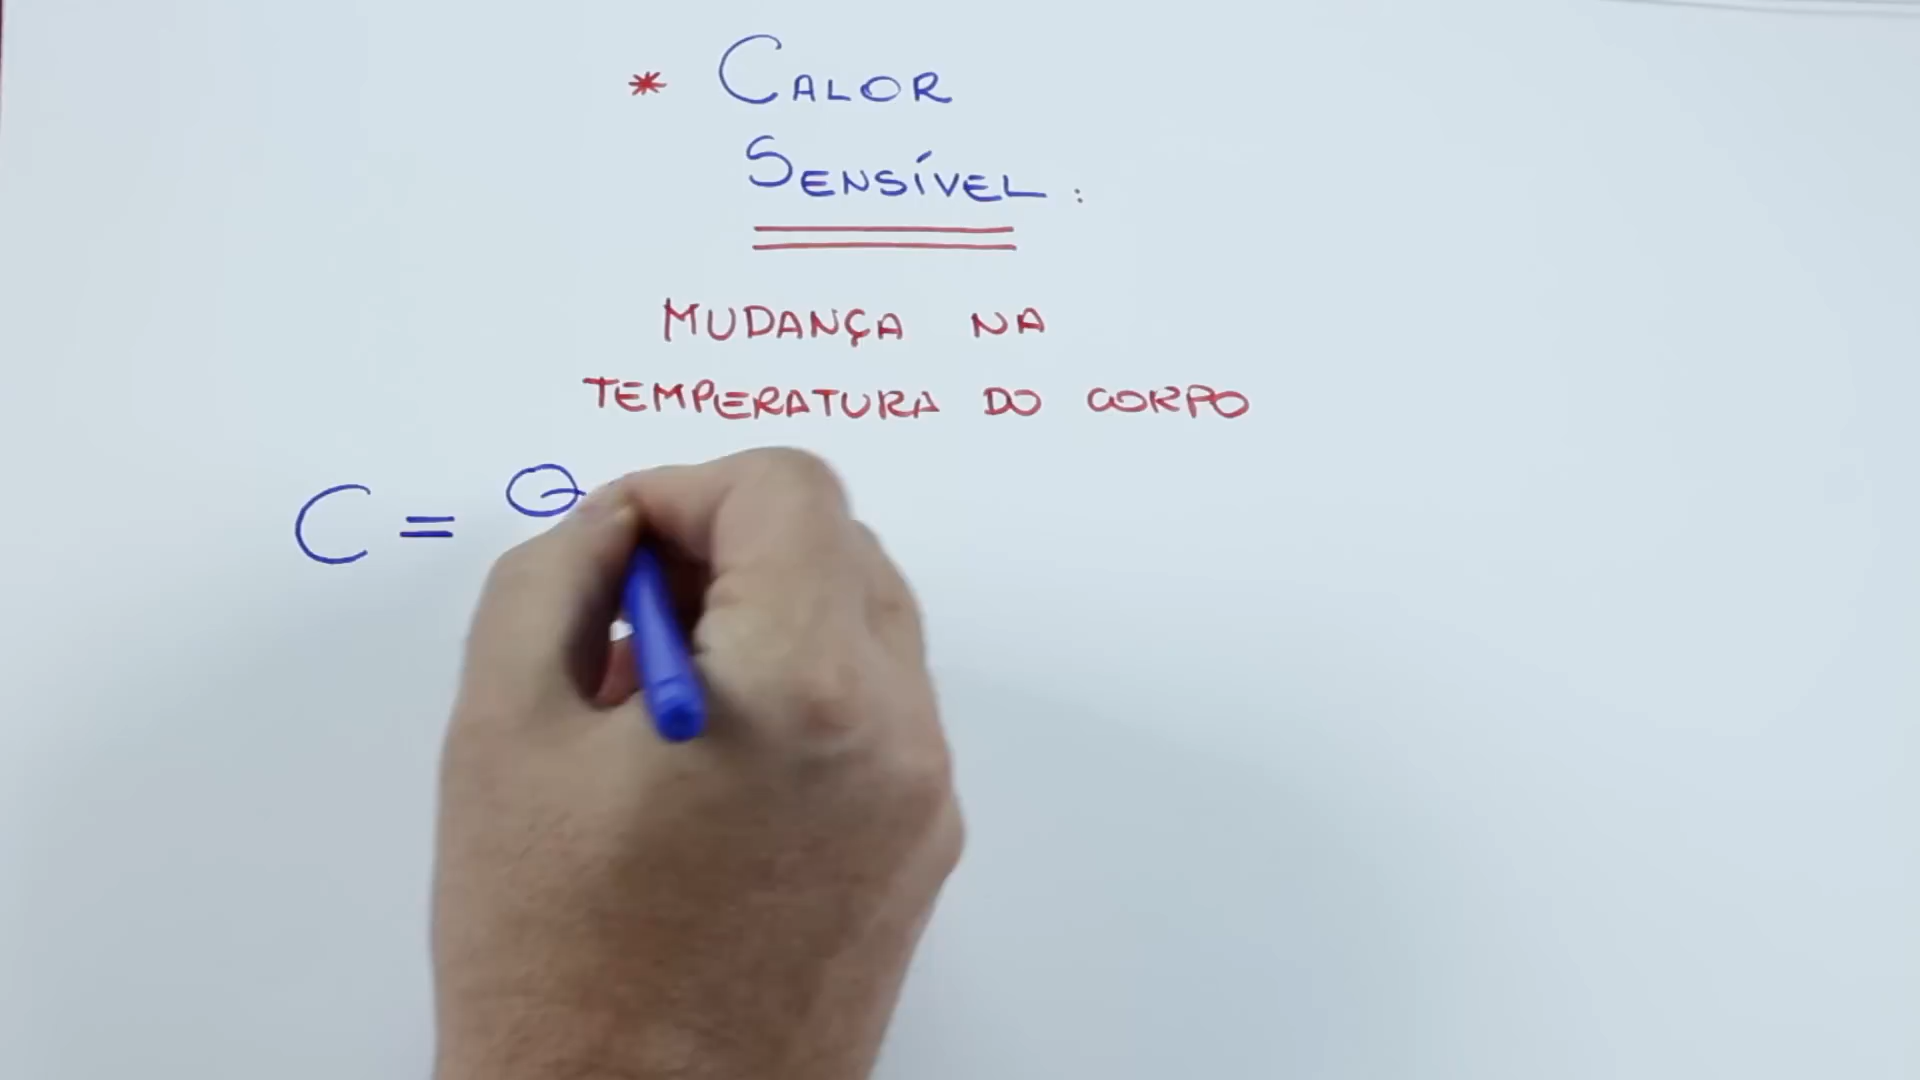 * CALOR
SENSÍVEL:
MUDANÇA NA
TEMPERATURA DO CORPO
C = Q